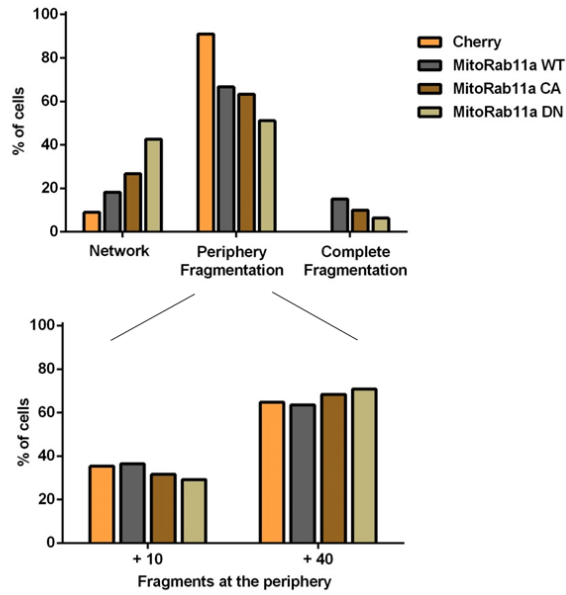 % of cells
100
80
60
40
20
0
Network
Periphery
Fragmentation
Complete
Fragmentation
Cherry
MitoRab11a WT
MitoRab11a CA
MitoRab11a DN
% of cells
100
80
60
40
20
0
+ 10
+ 40
Fragments at the periphery